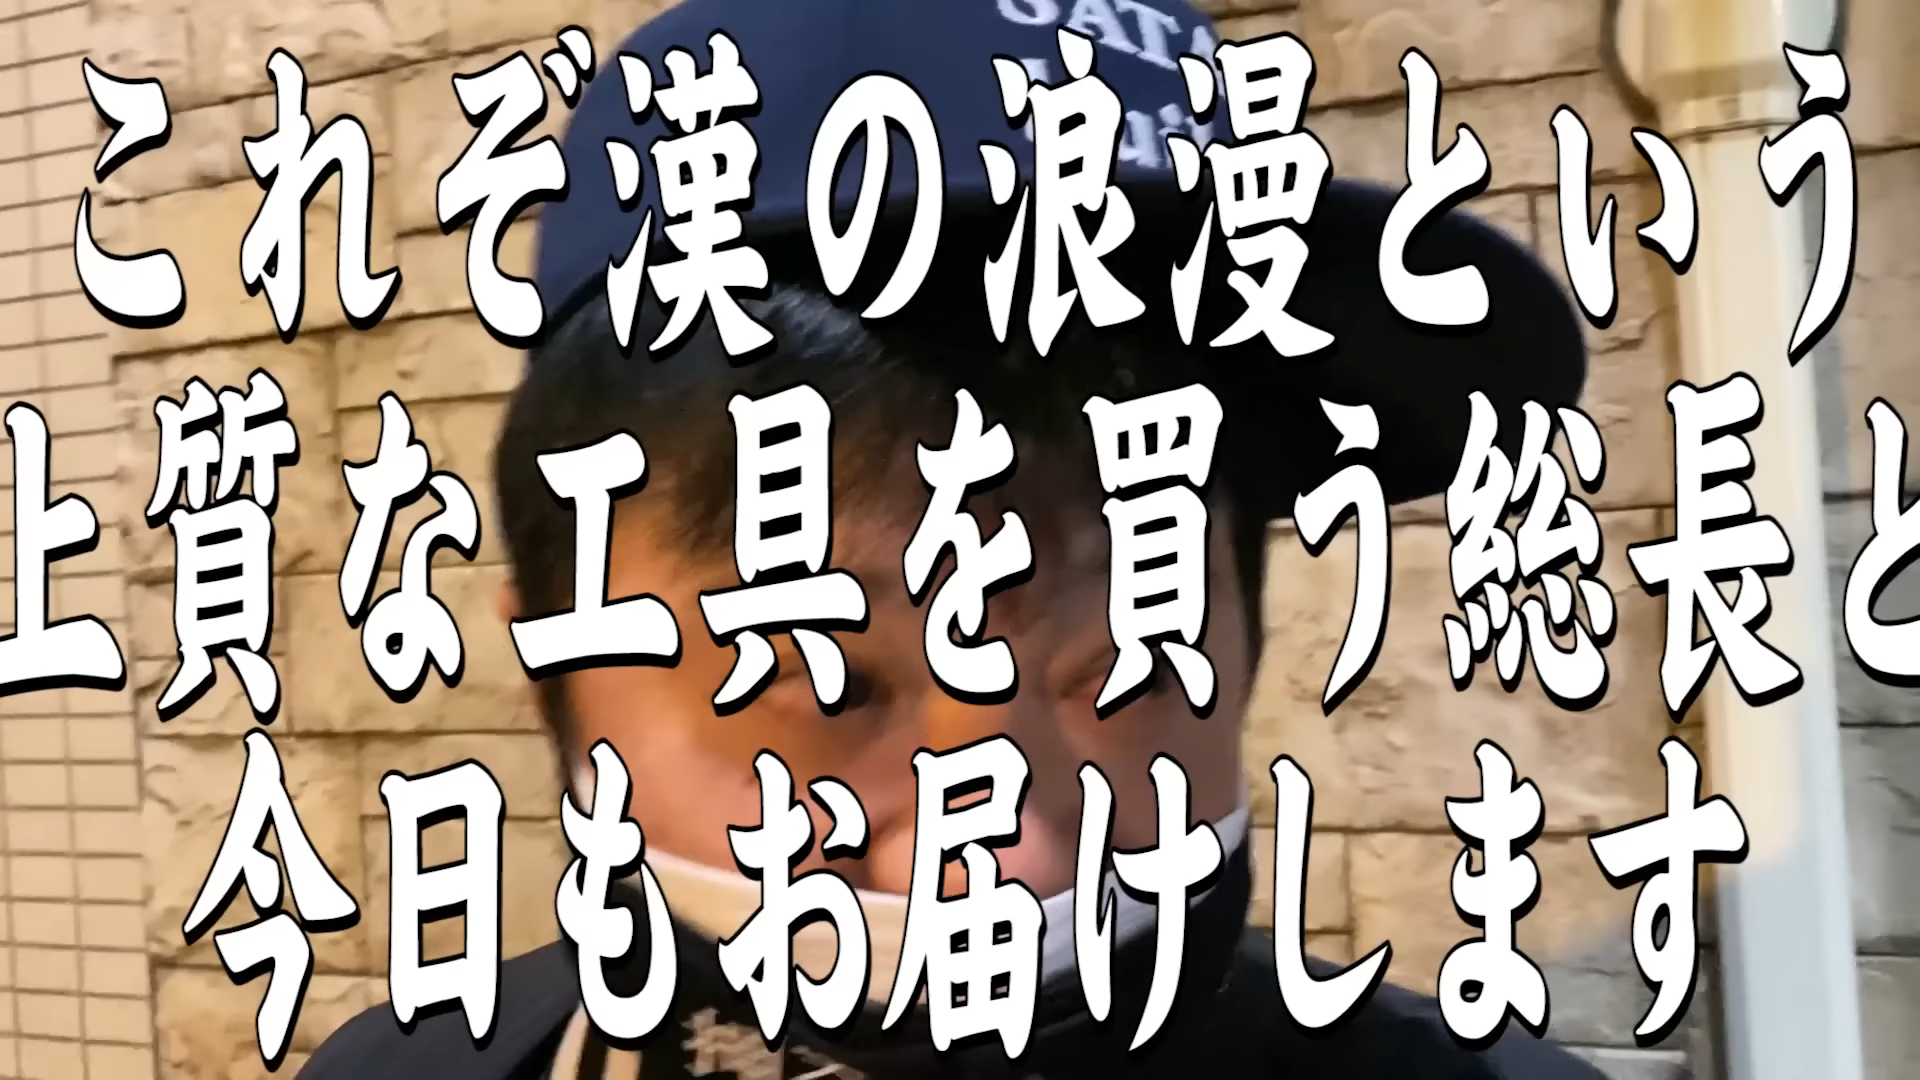 これぞ漢の浪漫という
上質な工具を買う総長と
今日もお届けします